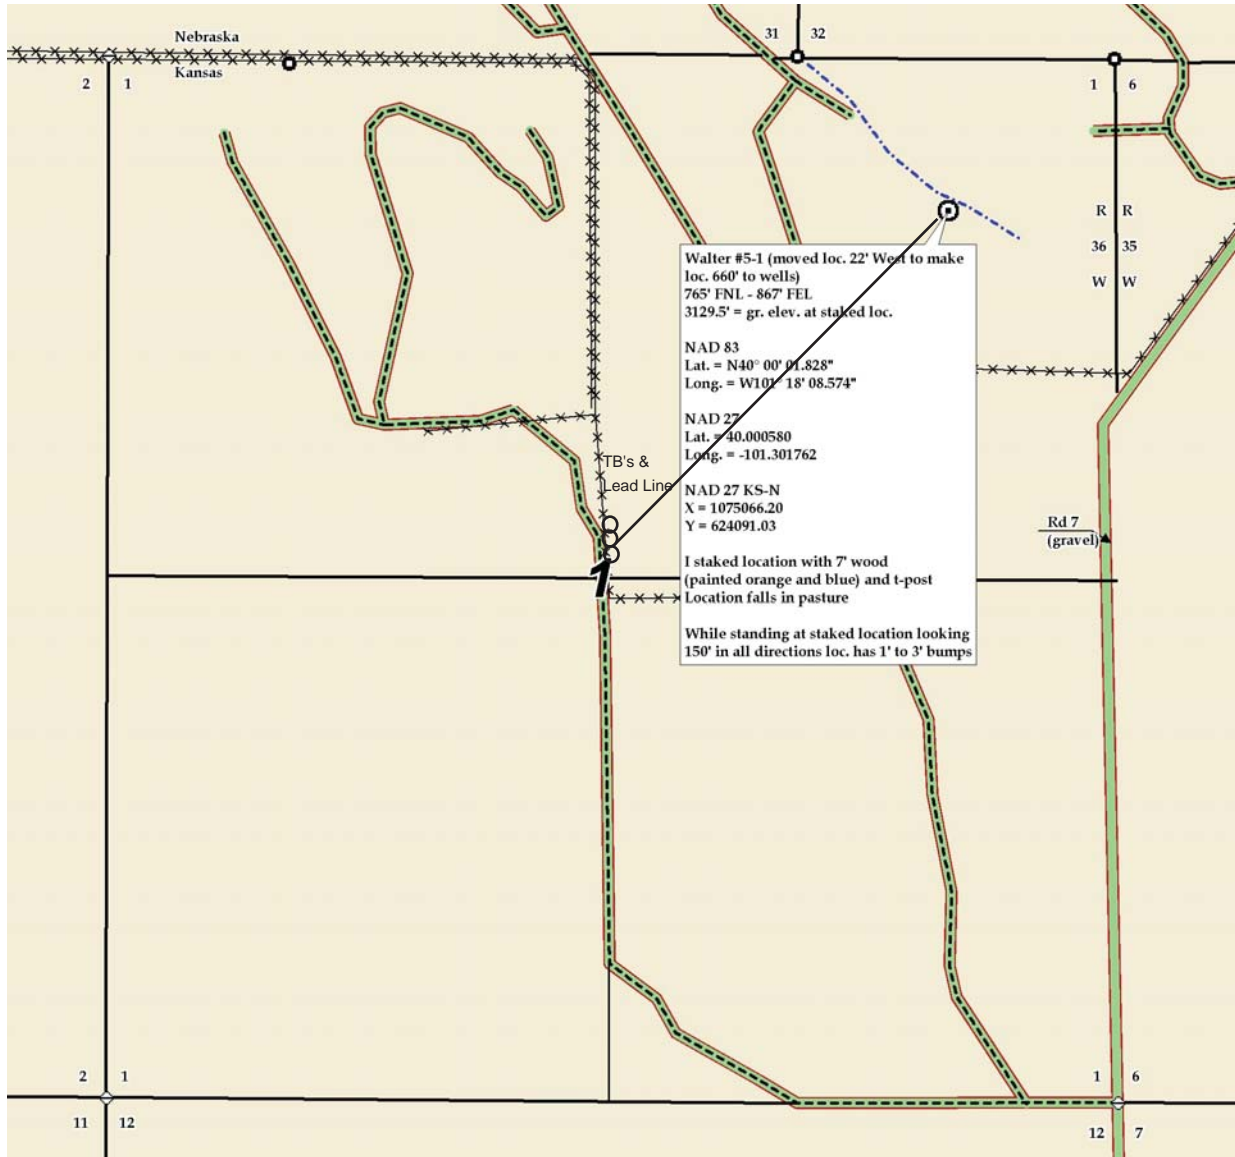 Nebraska
Kansas
2 1
31 32
1 6
R R
36 35
W W
Walter #5-1 (moved loc. 22' West to make
loc. 660' to wells)
765' FNL - 867' FEL
3129.5' = gr. elev. at staked loc.
NAD 83
Lat. = N40° 00' 01.828"
Long. = W101° 18' 08.574"
NAD 27
Lat. = 40.000580
Long. = -101.301762
NAD 27 KS-N
X = 1075066.20
Y = 624091.03
I staked location with 7' wood
(painted orange and blue) and t-post
Location falls in pasture
While standing at staked location looking
150' in all directions loc. has 1' to 3' bumps
TB's &
Lead Line
1
Rd 7
(gravel)
2 1
11 12
1 6
12 7